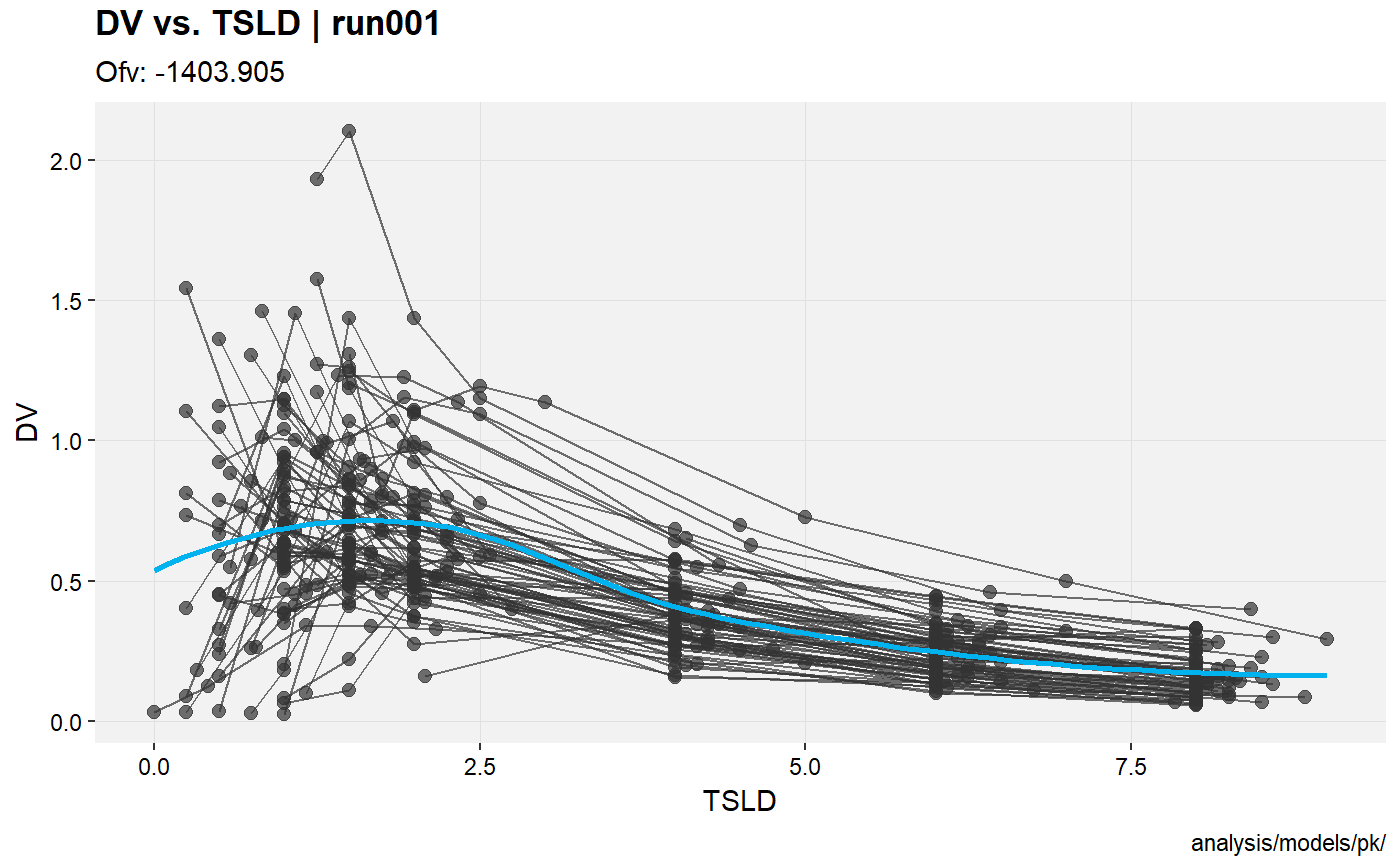 DV vs. TSLD | run001
Ofv: -1403.905
DV
2.0
1.5
1.0
0.5
0.0
0.0 2.5 5.0 7.5
TSLD
analysis/models/pk/